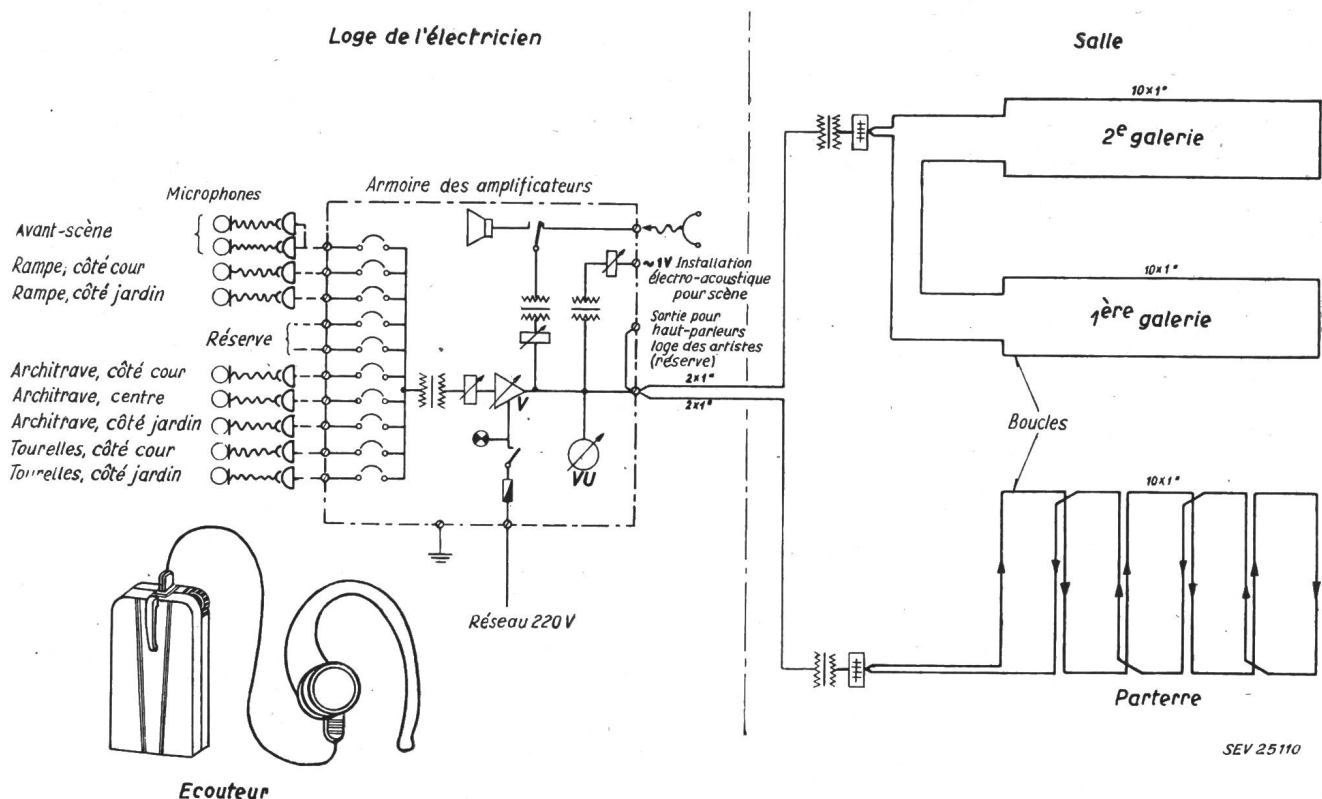 Loge de l'électricien
Salle
10×1"
2e galerie
Microphones
Armoire des amplificateurs
Avant-scène
Rampe, côté cour
Rampe, côté jardin
Réserve
Architrave, côté cour
Architrave, centre
Architrave, côté jardin
Tourelles, côté cour
Tourelles, côté jardin
~1V Installation
électro-acoustique
pour scène
Sortie pour
haut-parleurs
loge des artistes
(réserve)
2×1"
2×1"
V
VU
10×1"
1ère galerie
Boucles
10×1"
Réseau 220 V
Parterre
Ecouteur
SEV 25110